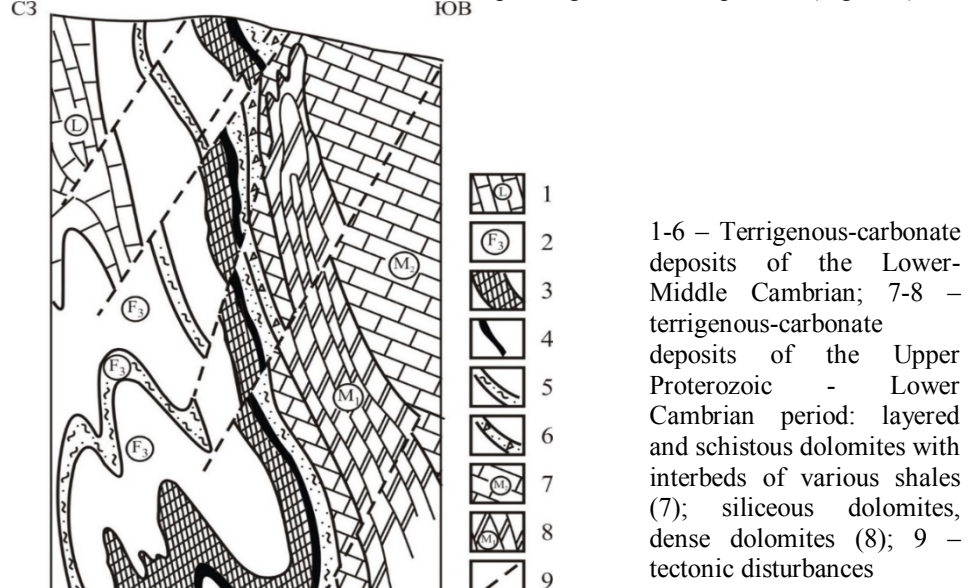 СЗ
ЮВ
L
F₃
F₃
F₃
M₂
M₁
L 1
F₃ 2
3
4
5
6
M₂ 7
M₁ 8
9
1-6 – Terrigenous-carbonate
deposits of the Lower-
Middle Cambrian; 7-8 –
terrigenous-carbonate
deposits of the Upper
Proterozoic - Lower
Cambrian period: layered
and schistous dolomites with
interbeds of various shales
(7); siliceous dolomites,
dense dolomites (8); 9 –
tectonic disturbances